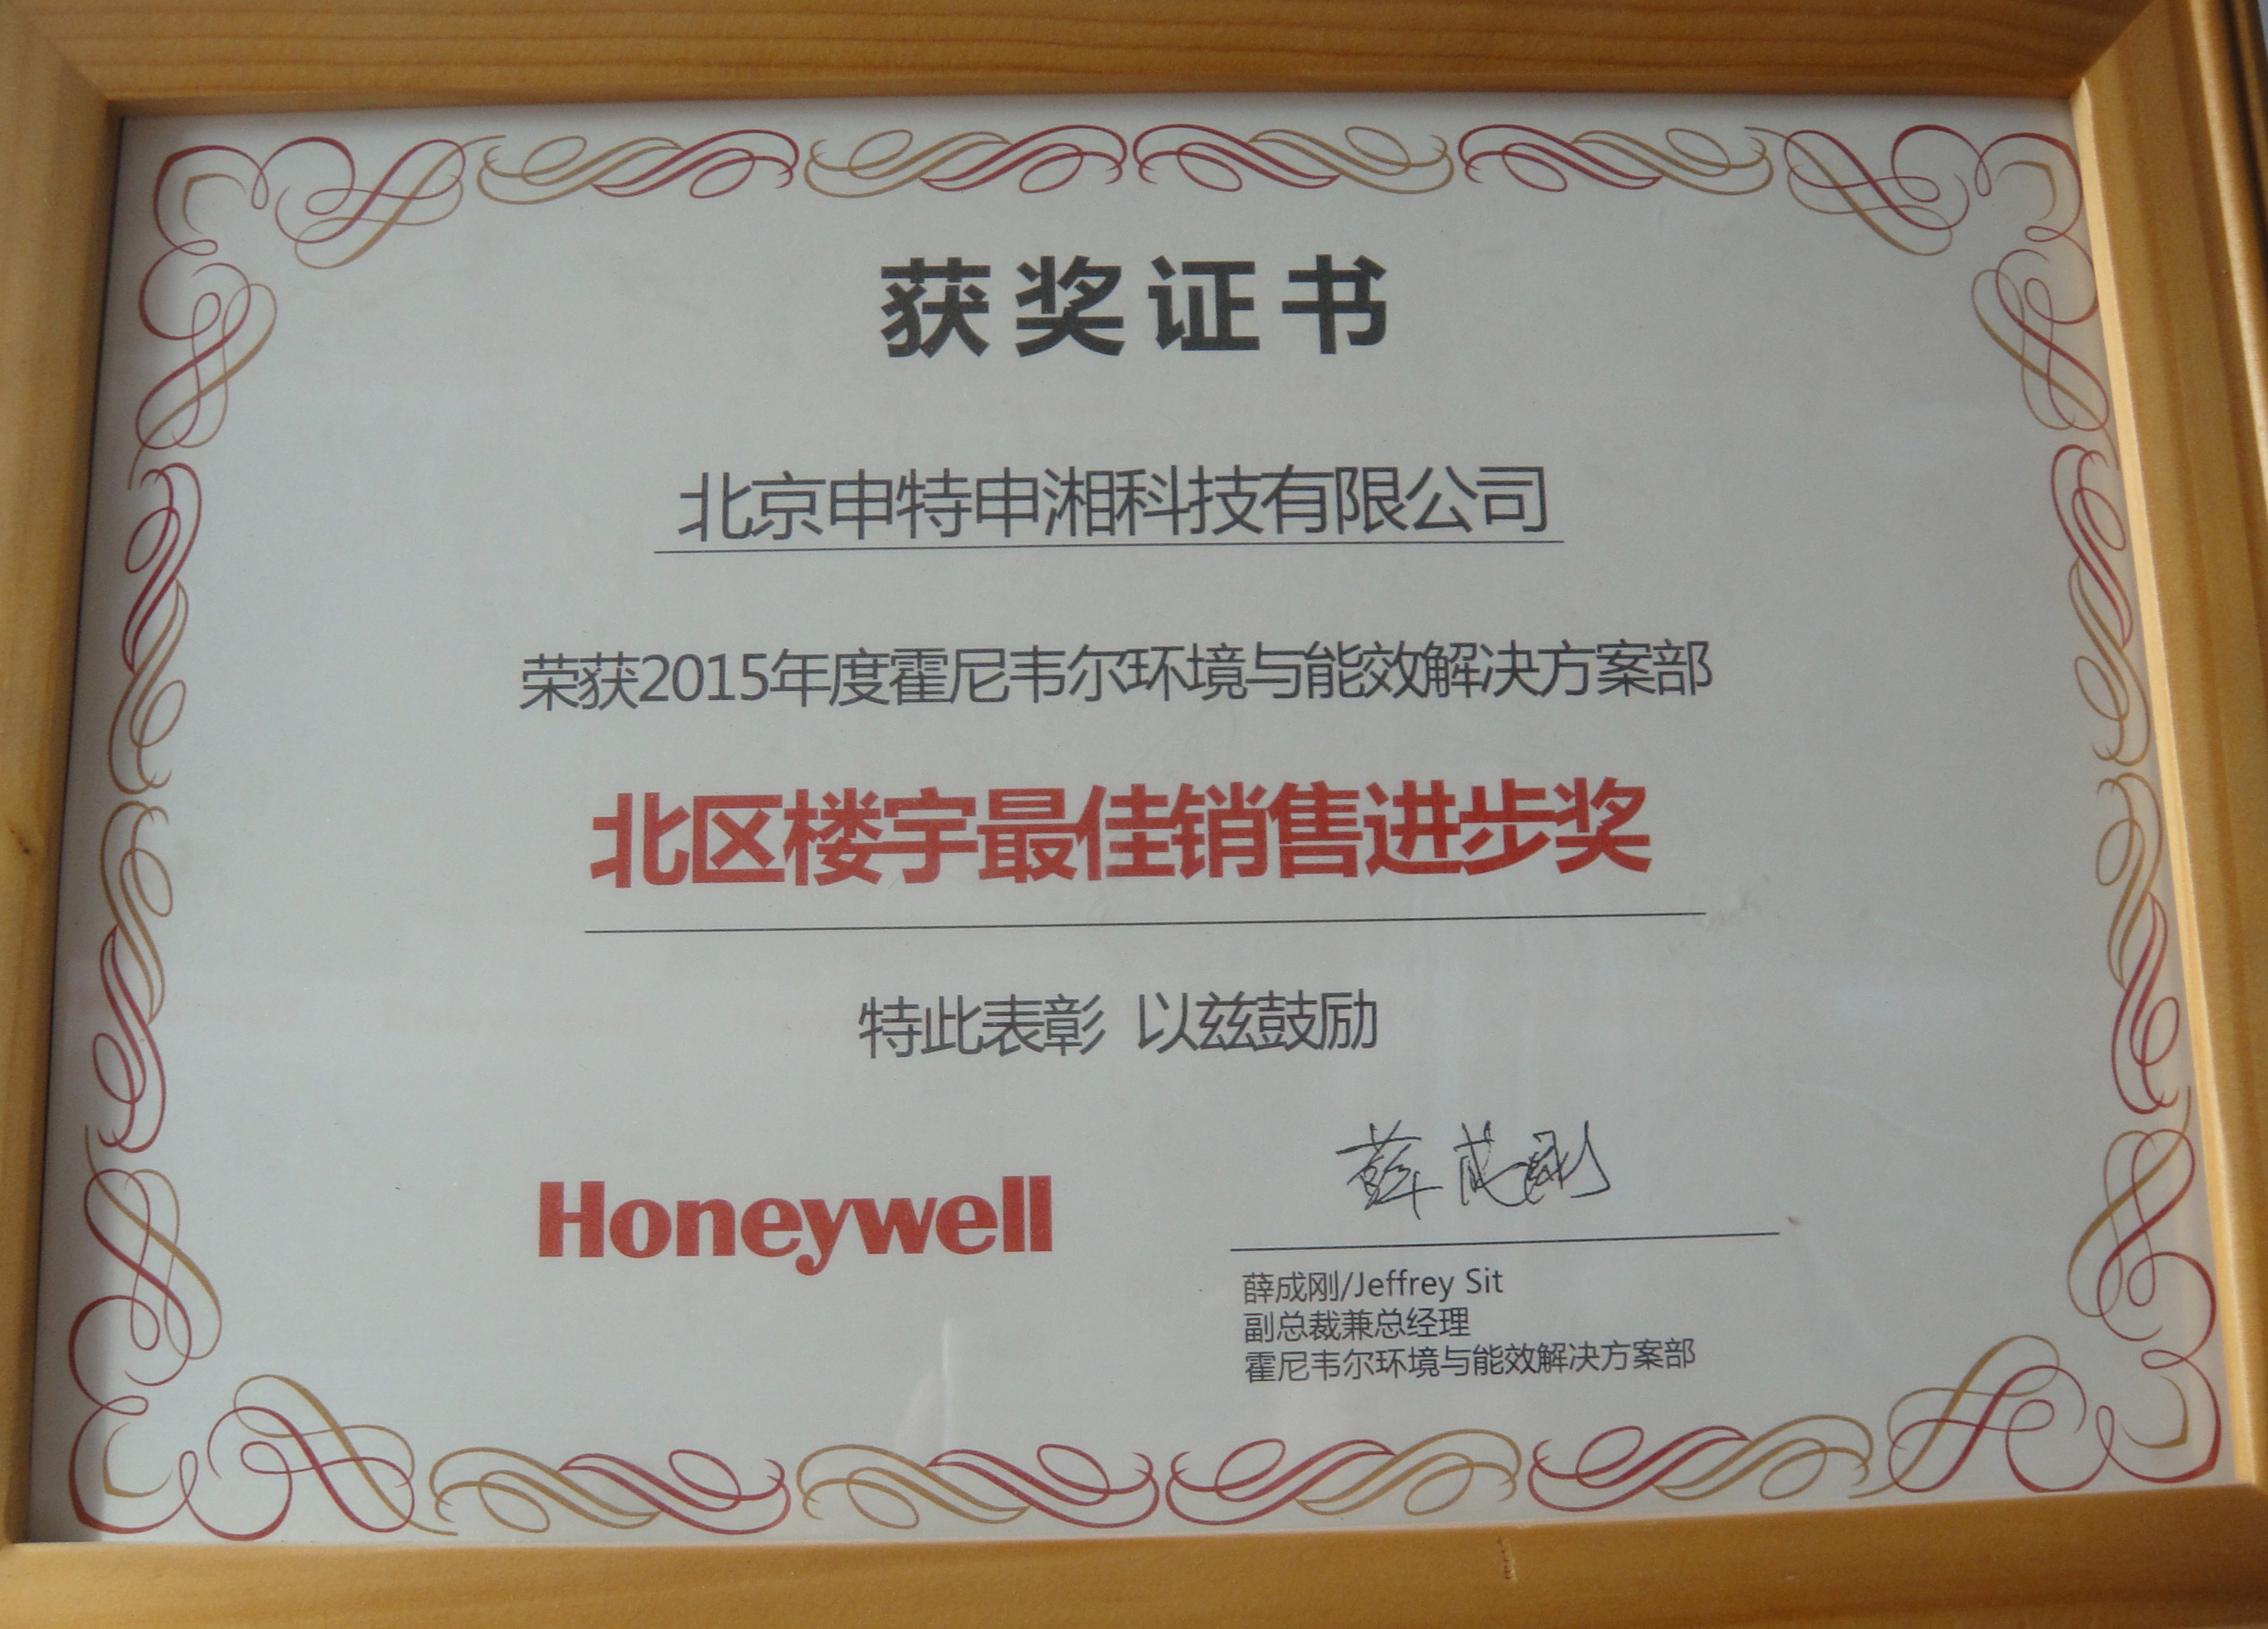 获奖证书
北京申特申湘科技有限公司
荣获2015年度霍尼韦尔环境与能效解决方案部
北区楼宇最佳销售进步奖
特此表彰 以兹鼓励
Honeywell
薛成刚
薛成刚/Jeffrey Sit
副总裁兼总经理
霍尼韦尔环境与能效解决方案部